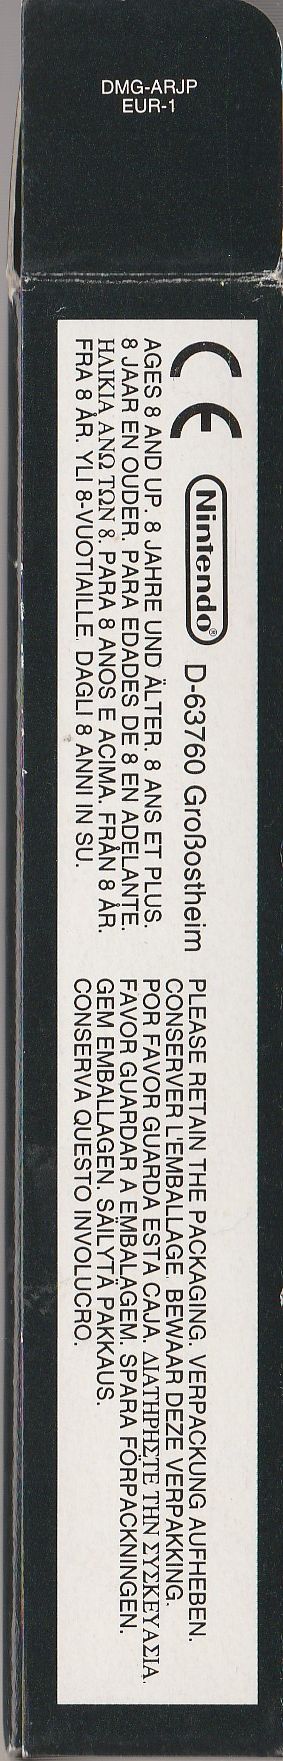 DMG-ARJP
EUR-1
CE
Nintendo® D-63760 Großostheim
AGES 8 AND UP. 8 JAHRE UND ÄLTER. 8 ANS ET PLUS.
8 JAAR EN OUDER. PARA EDADES DE 8 EN ADELANTE.
ΗΛΙΚΙΑ ΑΝΩ ΤΩΝ 8. PARA 8 ANOS E ACIMA. FRÅN 8 ÅR.
FRA 8 ÅR. YLI 8-VUOTIAILLE. DAGLI 8 ANNI IN SU.
PLEASE RETAIN THE PACKAGING. VERPACKUNG AUFHEBEN.
CONSERVER L'EMBALLAGE. BEWAAR DEZE VERPAKKING.
POR FAVOR GUARDA ESTA CAJA. ΔΙΑΤΗΡΗΣΤΕ ΤΗΝ ΣΥΣΚΕΥΑΣΙΑ.
FAVOR GUARDAR A EMBALAGEM. SPARA FÖRPACKNINGEN.
GEM EMBALLAGEN. SÄILYTÄ PAKKAUS.
CONSERVA QUESTO INVOLUCRO.